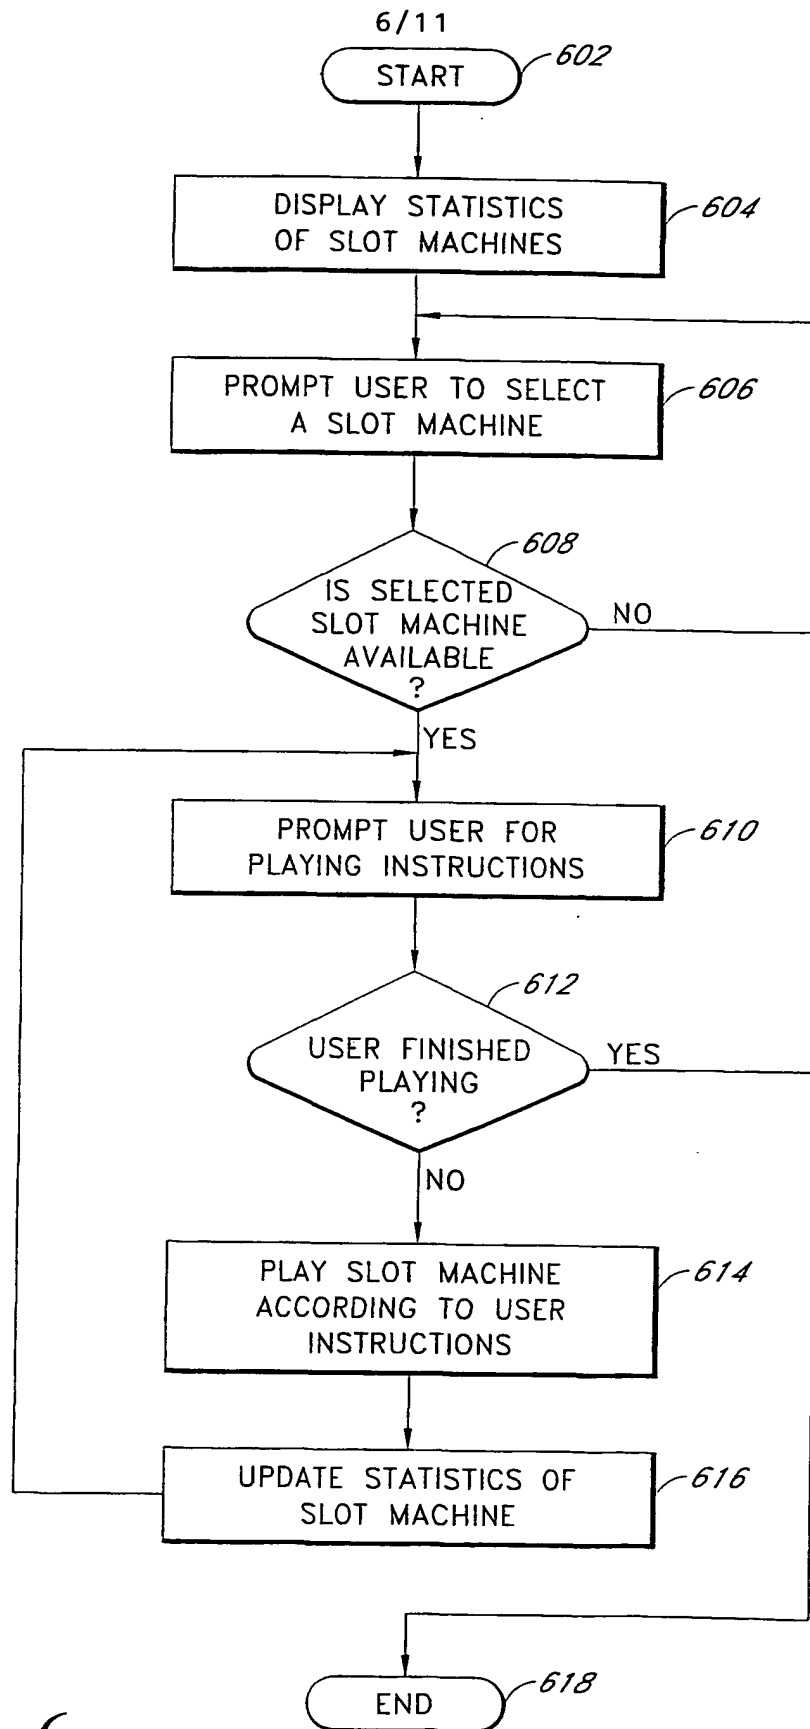 6/11
START
602
DISPLAY STATISTICS
OF SLOT MACHINES
604
PROMPT USER TO SELECT
A SLOT MACHINE
606
608
IS SELECTED
SLOT MACHINE
AVAILABLE
?
NO
YES
PROMPT USER FOR
PLAYING INSTRUCTIONS
610
612
USER FINISHED
PLAYING
?
YES
NO
PLAY SLOT MACHINE
ACCORDING TO USER
INSTRUCTIONS
614
UPDATE STATISTICS OF
SLOT MACHINE
616
END
618